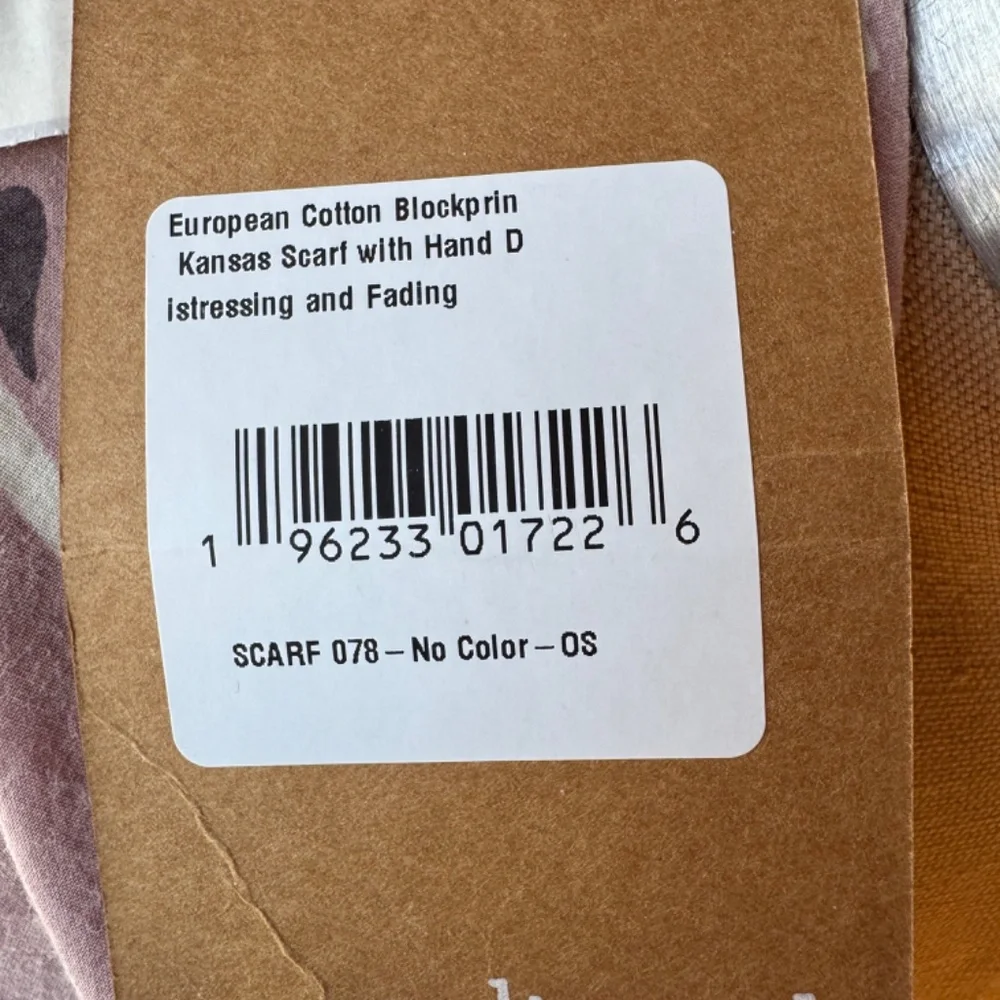 European Cotton Blockprin
Kansas Scarf with Hand D
istressing and Fading
1 96233 01722 6
SCARF 078 – No Color – OS